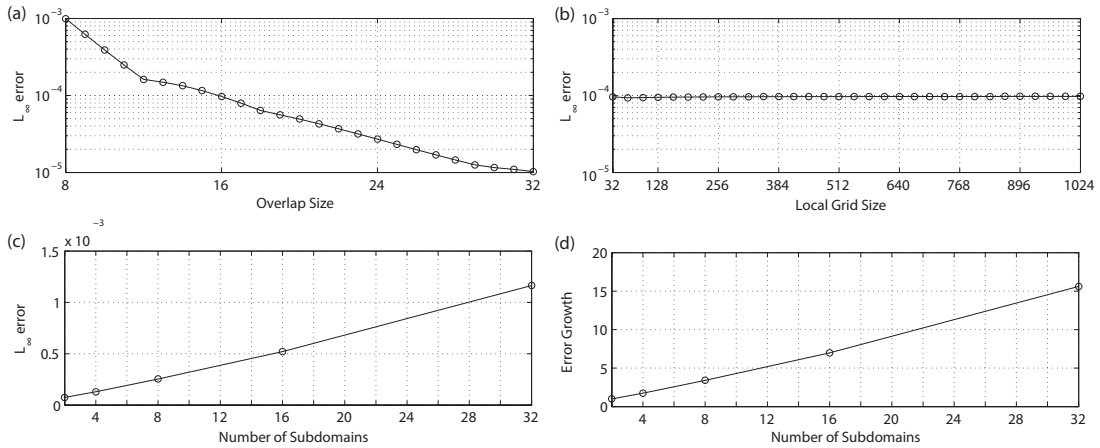 (a)
10⁻³
10⁻⁴
10⁻⁵
L∞ error
8 16 24 32
Overlap Size
(b)
10⁻³
10⁻⁴
10⁻⁵
L∞ error
32 128 256 384 512 640 768 896 1024
Local Grid Size
(c)
x 10⁻³
1.5
1
0.5
0
L∞ error
4 8 12 16 20 24 28 32
Number of Subdomains
(d)
20
15
10
5
0
Error Growth
4 8 12 16 20 24 28 32
Number of Subdomains